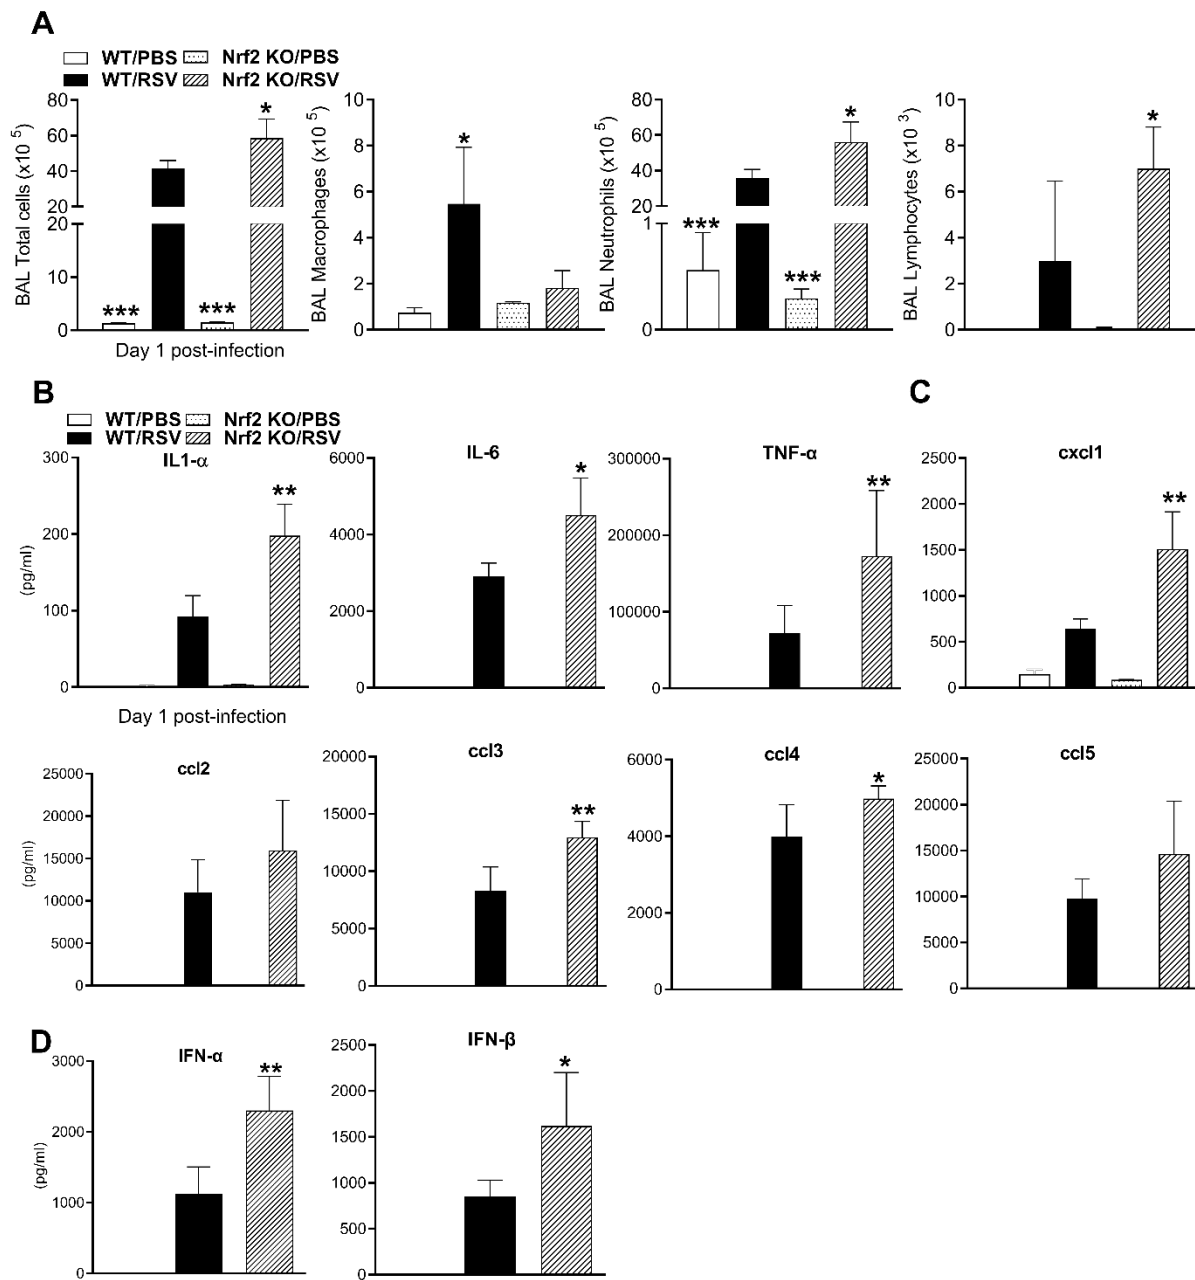 A
WT/PBS Nrf2 KO/PBS
WT/RSV Nrf2 KO/RSV
BAL Total cells (x10 5)
80
60
40
20
20
10
0
*** *** *
Day 1 post-infection
BAL Macrophages (x10 5)
10
8
6
4
2
0
*
BAL Neutrophils (x10 5)
80
60
40
20
1
0
*** *** *
BAL Lymphocytes (x10 3)
10
8
6
4
2
0
*
B
WT/PBS Nrf2 KO/PBS
WT/RSV Nrf2 KO/RSV
IL1-α
(pg/ml)
300
200
100
0
**
Day 1 post-infection
IL-6
6000
4000
2000
0
*
TNF-α
300000
200000
100000
0
**
C
cxcl1
2500
2000
1500
1000
500
0
**
ccl2
(pg/ml)
25000
20000
15000
10000
5000
0
ccl3
20000
15000
10000
5000
0
**
ccl4
6000
4000
2000
0
*
ccl5
25000
20000
15000
10000
5000
0
D
IFN-α
(pg/ml)
3000
2000
1000
0
**
IFN-β
2500
2000
1500
1000
500
0
*